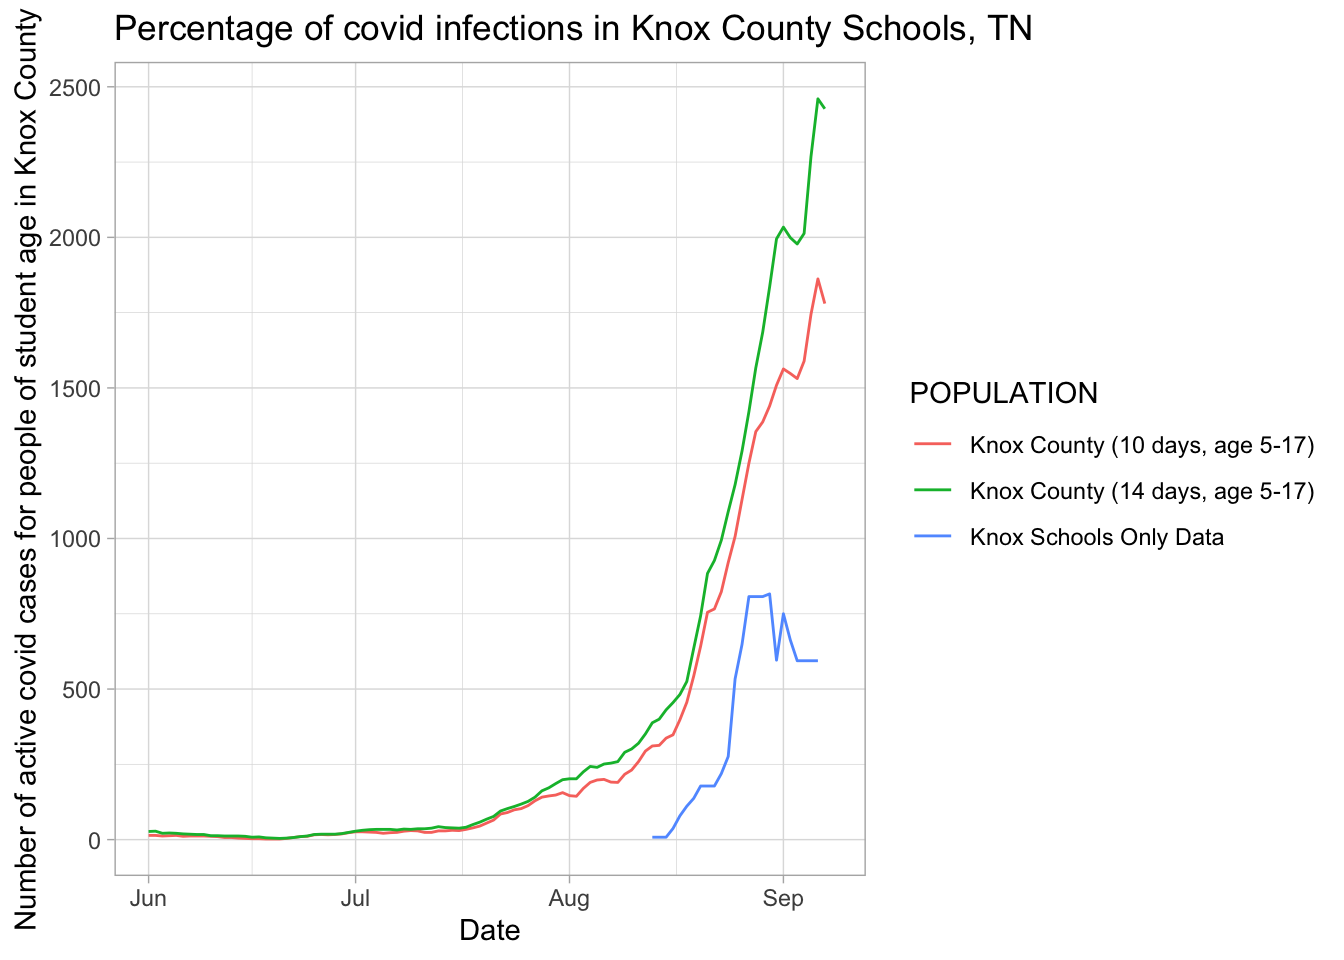 Percentage of covid infections in Knox County Schools, TN
Number of active covid cases for people of student age in Knox County
2500
2000
1500
1000
500
0
Jun Jul Aug Sep
Date
POPULATION
Knox County (10 days, age 5-17)
Knox County (14 days, age 5-17)
Knox Schools Only Data